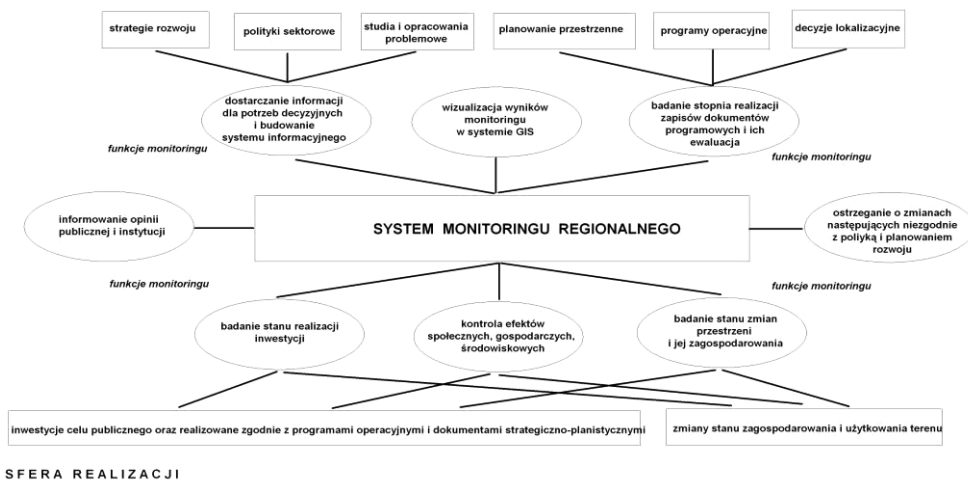 strategie rozwoju
polityki sektorowe
studia i opracowania
problemowe
planowanie przestrzenne
programy operacyjne
decyzje lokalizacyjne
dostarczanie informacji
dla potrzeb decyzyjnych
i budowanie
systemu informacyjnego
wizualizacja wyników
monitoringu
w systemie GIS
badanie stopnia realizacji
zapisów dokumentów
programowych i ich
ewaluacja
funkcje monitoringu
funkcje monitoringu
informowanie opinii
publicznej i instytucji
SYSTEM MONITORINGU REGIONALNEGO
ostrzeganie o zmianach
następujących niezgodnie
z poliyką i planowaniem
rozwoju
funkcje monitoringu
funkcje monitoringu
badanie stanu realizacji
inwestycji
kontrola efektów
społecznych, gospodarczych,
środowiskowych
badanie stanu zmian
przestrzeni
i jej zagospodarowania
inwestycje celu publicznego oraz realizowane zgodnie z programami operacyjnymi i dokumentami strategiczno-planistycznymi
zmiany stanu zagospodarowania i użytkowania terenu
SFERA REALIZACJI